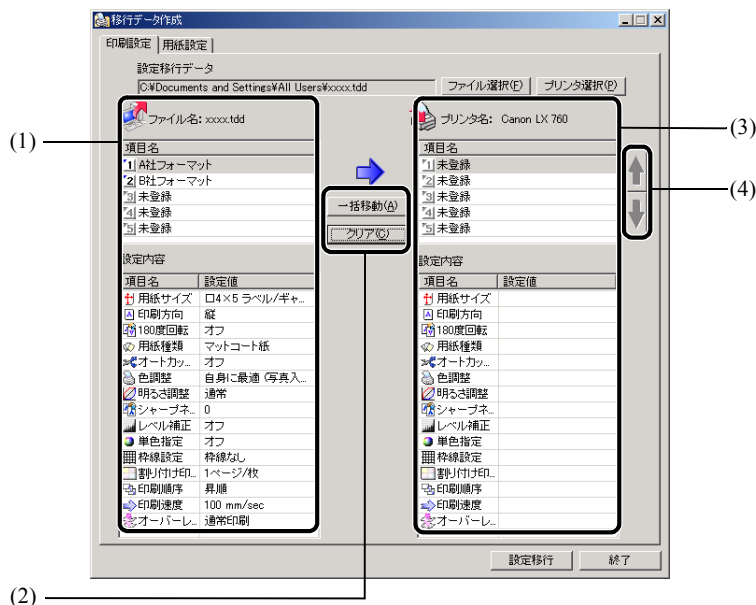 移行データ作成
印刷設定 用紙設定
設定移行データ
C:¥Documents and Settings¥All Users¥xxxx.tdd ファイル選択(F) プリンタ選択(P)
(1)
ファイル名: xxxx.tdd
項目名
1 A社フォーマット
2 B社フォーマット
3 未登録
4 未登録
5 未登録
設定内容
項目名 設定値
用紙サイズ ロ4×5 ラベル/ギャ...
印刷方向 縦
180度回転 オフ
用紙種類 マットコート紙
オートカッ... オフ
色調整 自身に最適 (写真入...
明るさ調整 通常
シャープネ... 0
レベル補正 オフ
単色指定 オフ
枠線設定 枠線なし
割り付け印... 1ページ/枚
印刷順序 昇順
印刷速度 100 mm/sec
オーバーレ... 通常印刷
一括移動(A)
クリア(C)
(2)
プリンタ名: Canon LX 760
(3)
項目名
1 未登録
2 未登録
3 未登録
4 未登録
5 未登録
(4)
設定内容
項目名 設定値
用紙サイズ
印刷方向
180度回転
用紙種類
オートカッ...
色調整
明るさ調整
シャープネ...
レベル補正
単色指定
枠線設定
割り付け印...
印刷順序
印刷速度
オーバーレ...
設定移行 終了